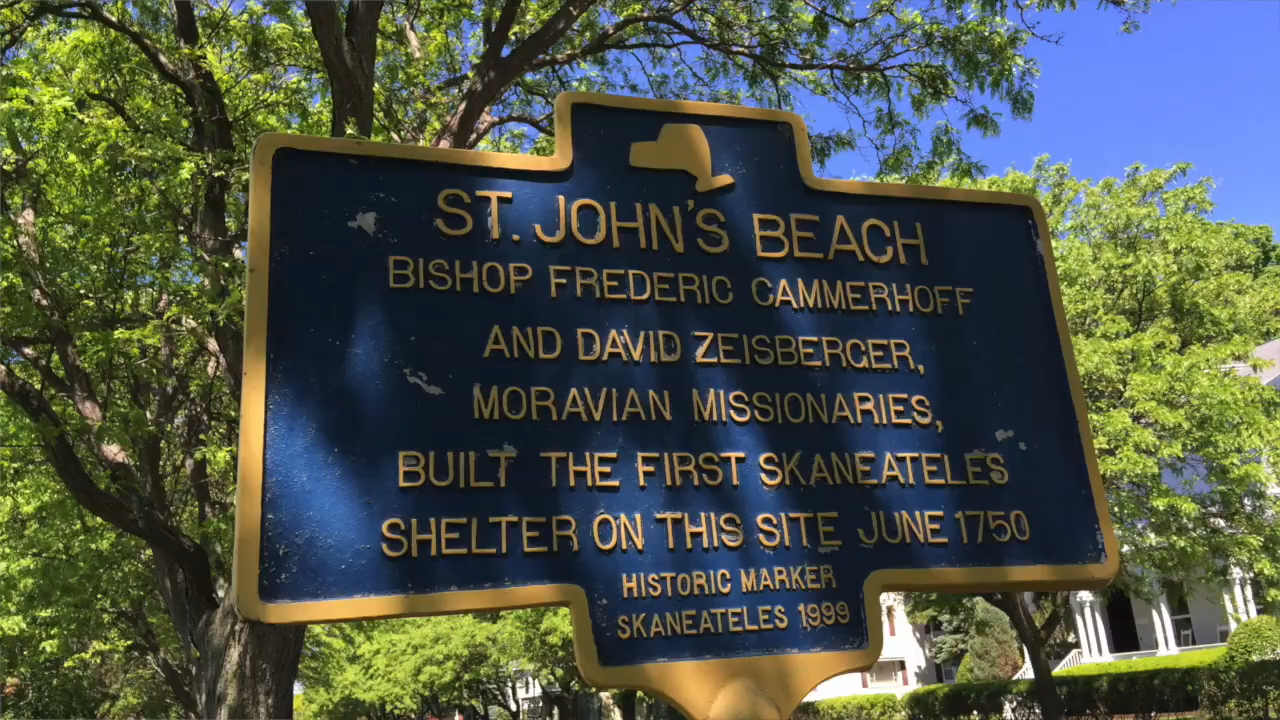 ST. JOHN'S BEACH
BISHOP FREDERIC CAMMERHOFF
AND DAVID ZEISBERGER,
MORAVIAN MISSIONARIES,
BUILT THE FIRST SKANEATELES
SHELTER ON THIS SITE JUNE 1750
HISTORIC MARKER
SKANEATELES 1999